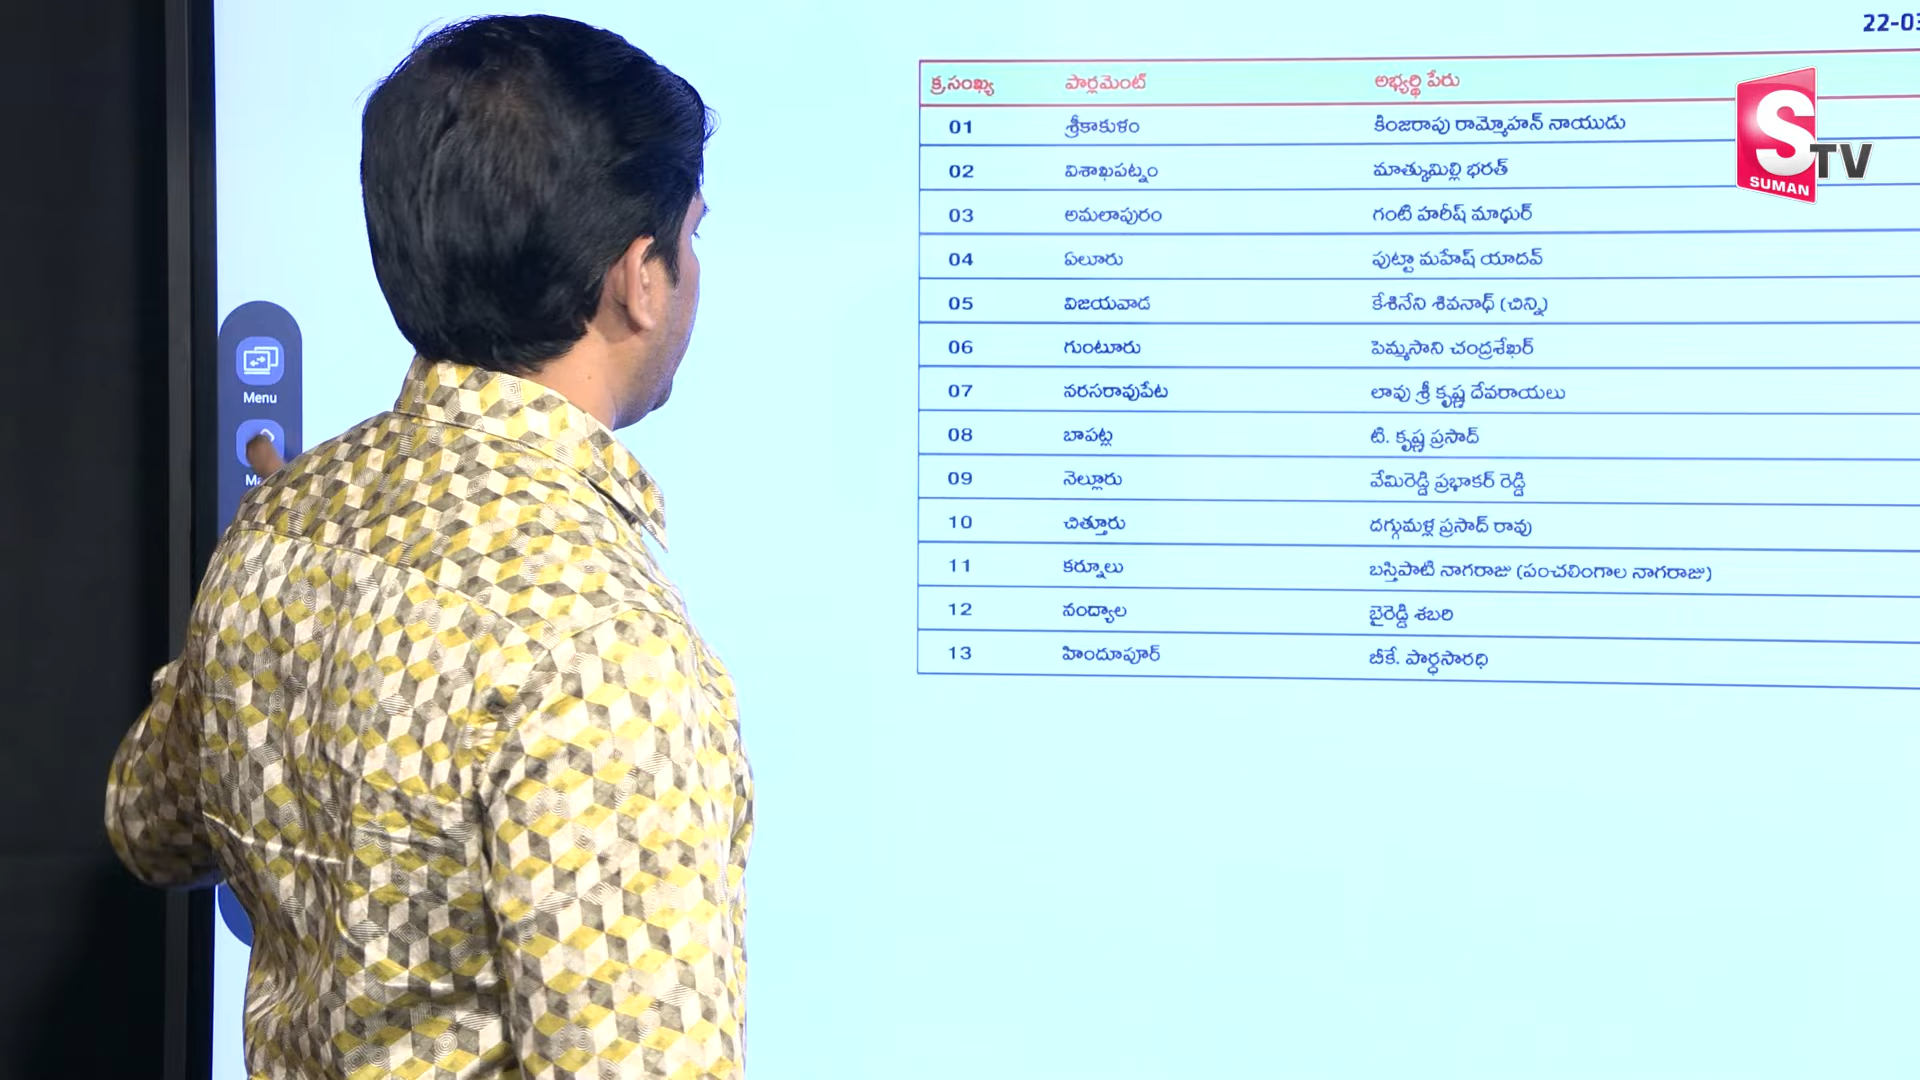 22-03
క్ర.సంఖ్య పార్లమెంట్ అభ్యర్థి పేరు
01 శ్రీకాకుళం కింజరాపు రామ్మోహన్ నాయుడు
02 విశాఖపట్నం మాత్కుమిల్లి భరత్
03 అమలాపురం గంటి హరీష్ మాధుర్
04 ఏలూరు పుట్టా మహేష్ యాదవ్
05 విజయవాడ కేశినేని శివనాధ్ (చిన్ని)
06 గుంటూరు పెమ్మసాని చంద్రశేఖర్
07 నరసరావుపేట లావు శ్రీ కృష్ణ దేవరాయలు
08 బాపట్ల టి. కృష్ణ ప్రసాద్
09 నెల్లూరు వేమిరెడ్డి ప్రభాకర్ రెడ్డి
10 చిత్తూరు దగ్గుమళ్ల ప్రసాద్ రావు
11 కర్నూలు బస్తిపాటి నాగరాజు (పంచలింగాల నాగరాజు)
12 నంద్యాల బైరెడ్డి శబరి
13 హిందూపూర్ బీకే. పార్ధసారధి
S TV
SUMAN
Menu